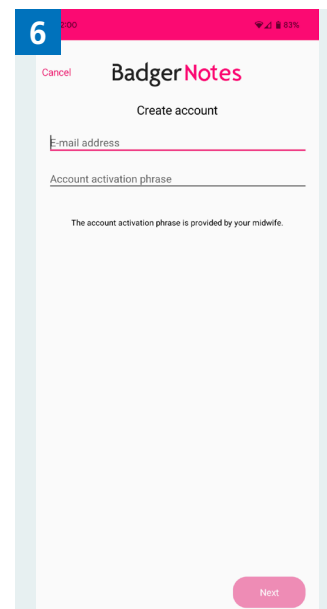 6
:00
83%
Cancel
BadgerNotes
Create account
E-mail address
Account activation phrase
The account activation phrase is provided by your midwife.
Next